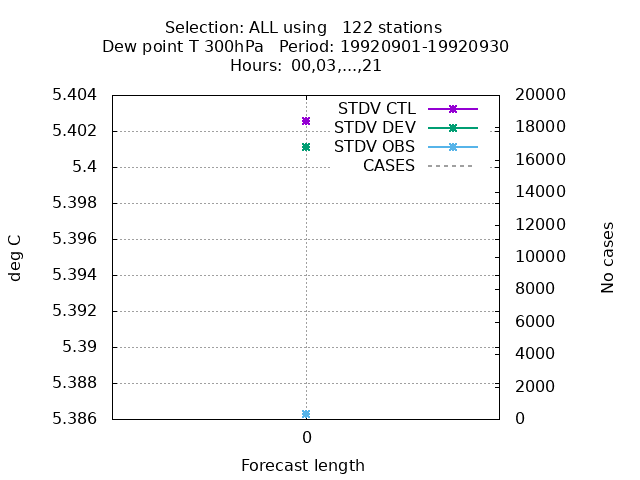 Selection: ALL using   122 stations
Dew point T 300hPa   Period: 19920901-19920930
Hours:  00,03,...,21
STDV CTL
STDV DEV
STDV OBS
CASES
5.404
5.402
5.4
5.398
5.396
5.394
5.392
5.39
5.388
5.386
20000
18000
16000
14000
12000
10000
8000
6000
4000
2000
0
deg C
No cases
0
Forecast length